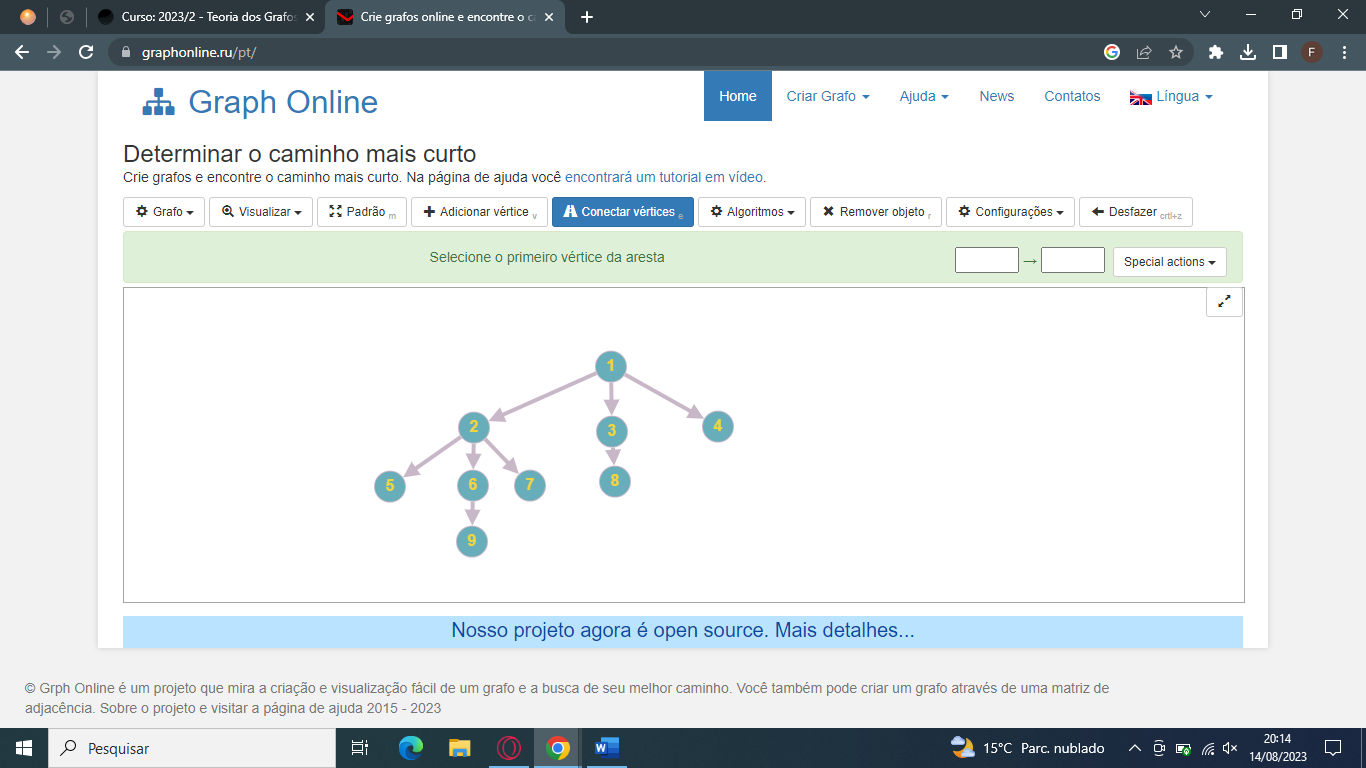 Curso: 2023/2 - Teoria dos Grafos
Crie grafos online e encontre o c
graphonline.ru/pt/
F
Graph Online
Home
Criar Grafo
Ajuda
News
Contatos
Língua
Determinar o caminho mais curto
Crie grafos e encontre o caminho mais curto. Na página de ajuda você encontrará um tutorial em vídeo.
Grafo
Visualizar
Padrão m
Adicionar vértice v
Conectar vértices e
Algoritmos
Remover objeto r
Configurações
Desfazer crtl+z
Selecione o primeiro vértice da aresta
→
Special actions
1
2
3
4
5
6
7
8
9
Nosso projeto agora é open source. Mais detalhes...
© Grph Online é um projeto que mira a criação e visualização fácil de um grafo e a busca de seu melhor caminho. Você também pode criar um grafo através de uma matriz de
adjacência. Sobre o projeto e visitar a página de ajuda 2015 - 2023
Pesquisar
15°C Parc. nublado
20:14
14/08/2023